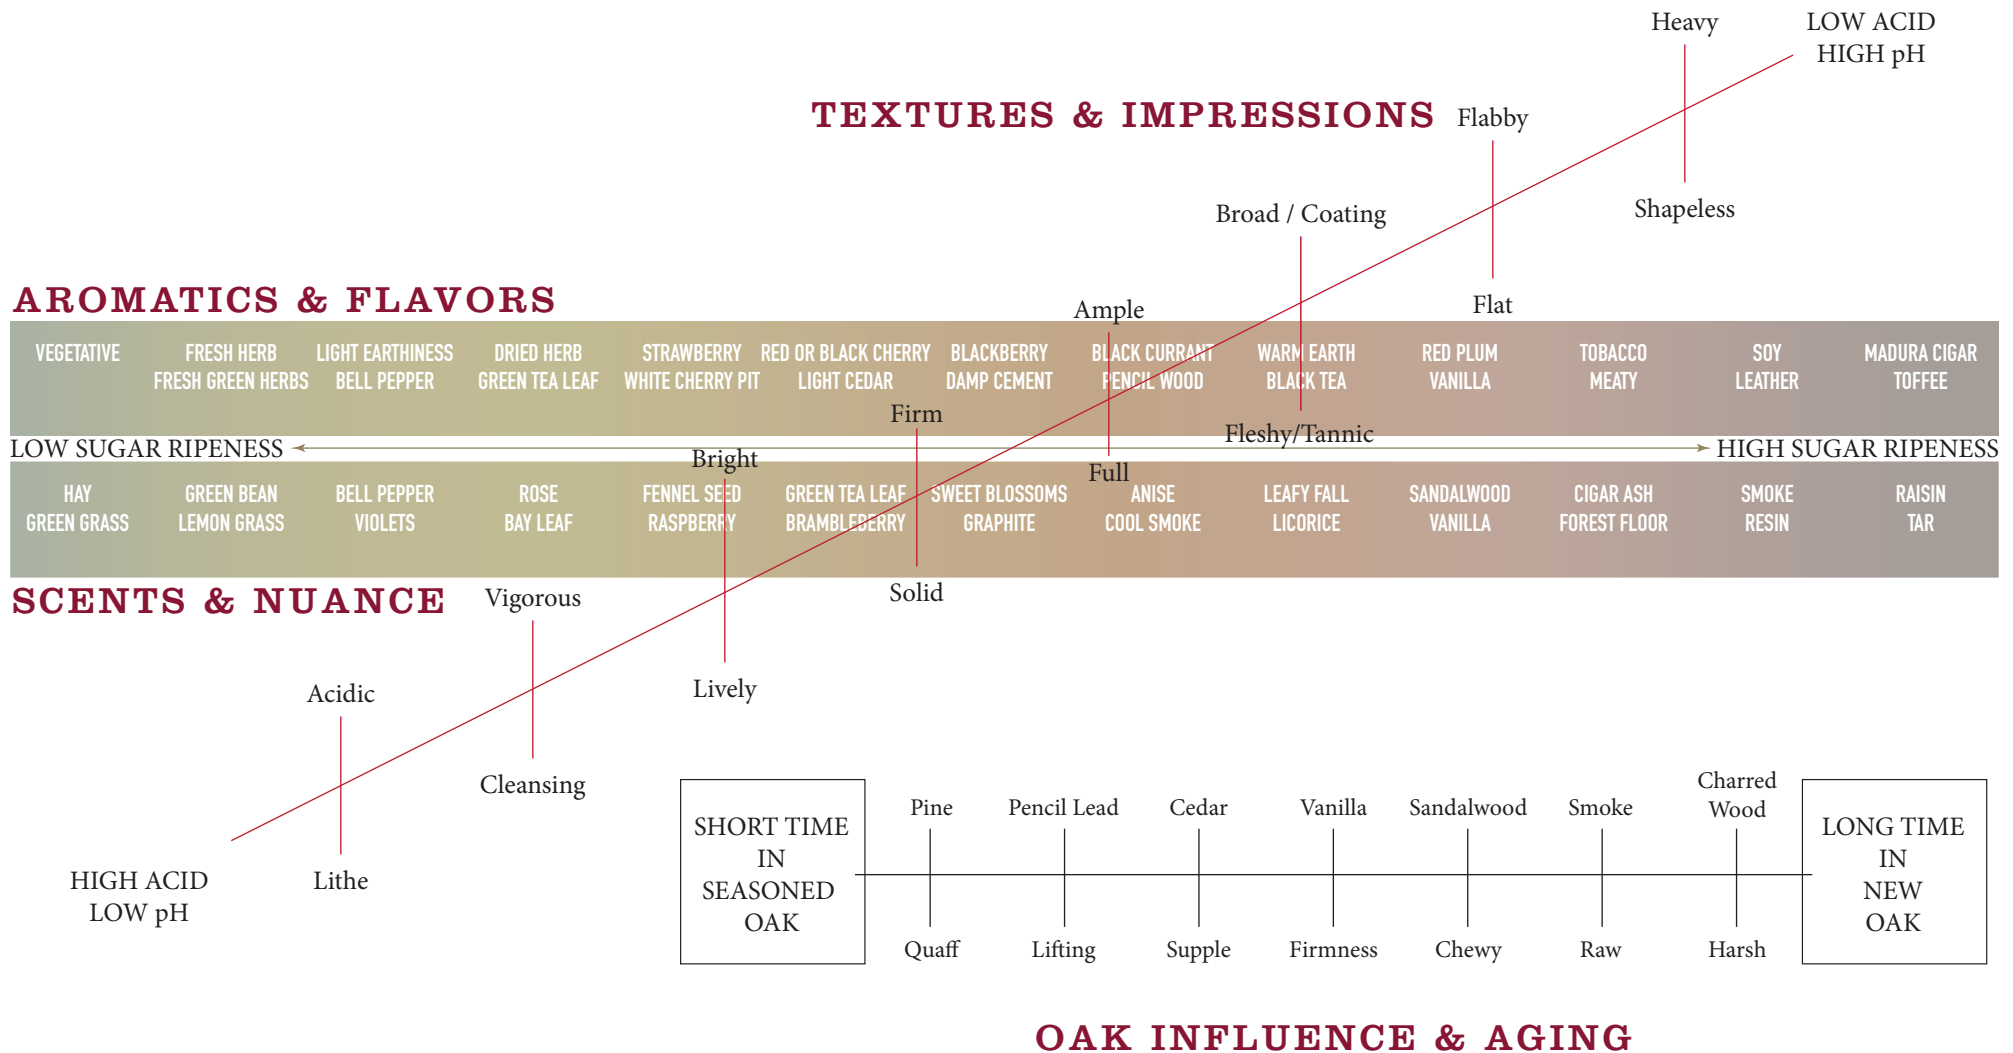 Heavy
LOW ACID
HIGH pH
TEXTURES & IMPRESSIONS
Flabby
Shapeless
Broad / Coating
Flat
Ample
AROMATICS & FLAVORS
VEGETATIVE
FRESH HERB
FRESH GREEN HERBS
LIGHT EARTHINESS
BELL PEPPER
DRIED HERB
GREEN TEA LEAF
STRAWBERRY
WHITE CHERRY PIT
RED OR BLACK CHERRY
LIGHT CEDAR
BLACKBERRY
DAMP CEMENT
BLACK CURRANT
PENCIL WOOD
WARM EARTH
BLACK TEA
RED PLUM
VANILLA
TOBACCO
MEATY
SOY
LEATHER
MADURA CIGAR
TOFFEE
Firm
Fleshy/Tannic
LOW SUGAR RIPENESS
HIGH SUGAR RIPENESS
Bright
Full
HAY
GREEN GRASS
GREEN BEAN
LEMON GRASS
BELL PEPPER
VIOLETS
ROSE
BAY LEAF
FENNEL SEED
RASPBERRY
GREEN TEA LEAF
BRAMBLEBERRY
SWEET BLOSSOMS
GRAPHITE
ANISE
COOL SMOKE
LEAFY FALL
LICORICE
SANDALWOOD
VANILLA
CIGAR ASH
FOREST FLOOR
SMOKE
RESIN
RAISIN
TAR
SCENTS & NUANCE
Vigorous
Solid
Acidic
Lively
Cleansing
Lithe
HIGH ACID
LOW pH
SHORT TIME
IN
SEASONED
OAK
Pine
Pencil Lead
Cedar
Vanilla
Sandalwood
Smoke
Charred
Wood
Quaff
Lifting
Supple
Firmness
Chewy
Raw
Harsh
LONG TIME
IN
NEW
OAK
OAK INFLUENCE & AGING